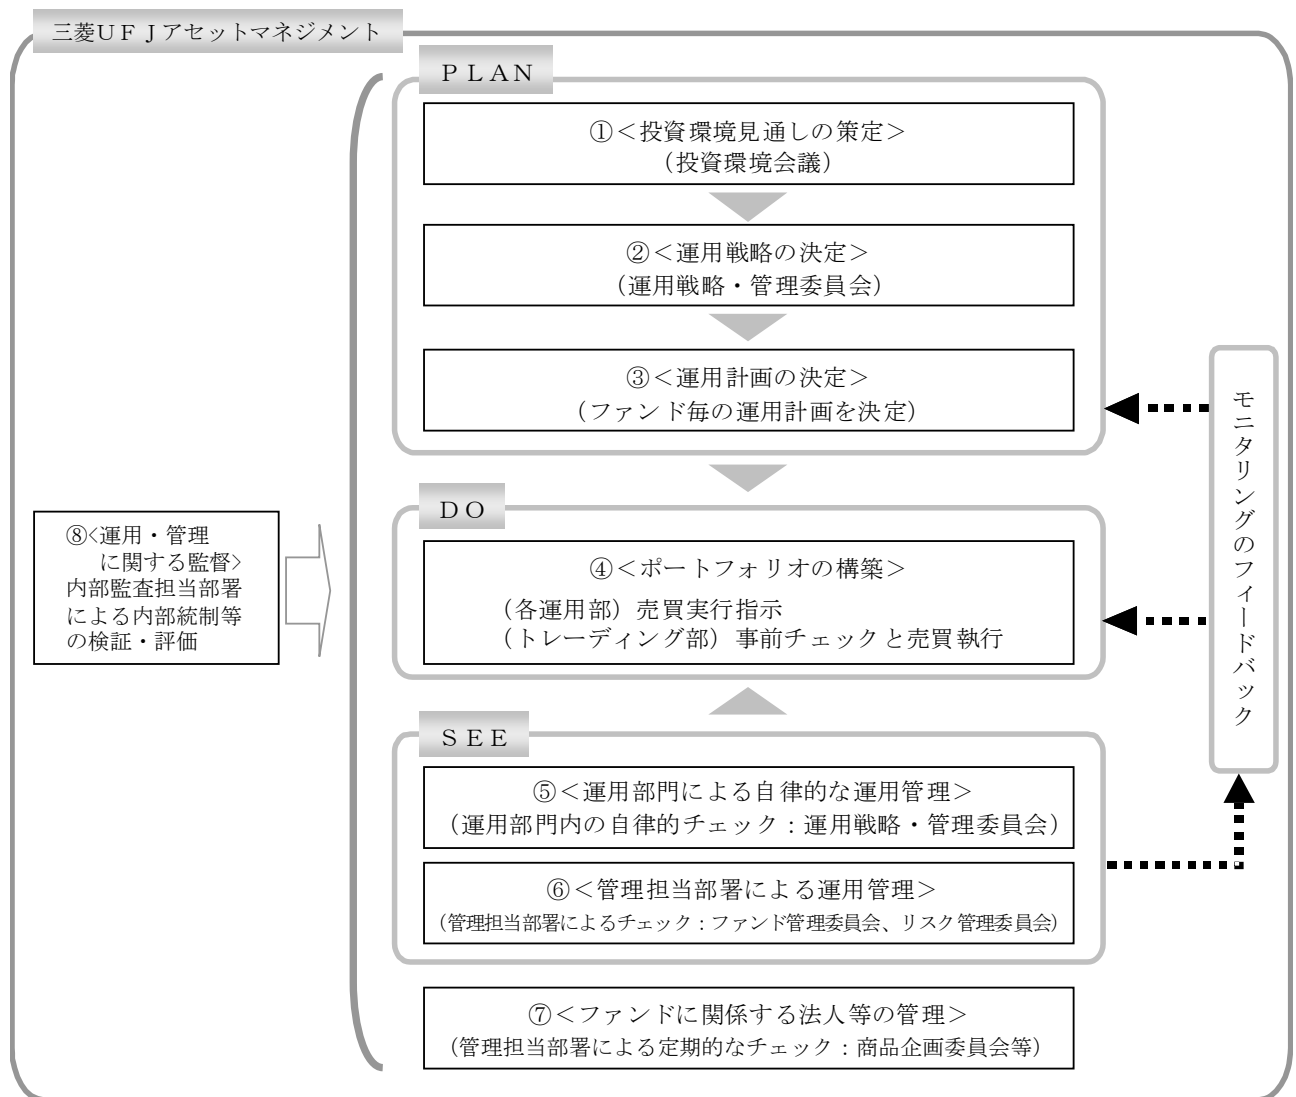 三菱UFJアセットマネジメント
PLAN
①<投資環境見通しの策定>
（投資環境会議）
②<運用戦略の決定>
（運用戦略・管理委員会）
③<運用計画の決定>
（ファンド毎の運用計画を決定）
DO
④<ポートフォリオの構築>
（各運用部）売買実行指示
（トレーディング部）事前チェックと売買執行
SEE
⑤<運用部門による自律的な運用管理>
（運用部門内の自律的チェック：運用戦略・管理委員会）
⑥<管理担当部署による運用管理>
（管理担当部署によるチェック：ファンド管理委員会、リスク管理委員会）
⑦<ファンドに関係する法人等の管理>
（管理担当部署による定期的なチェック：商品企画委員会等）
⑧<運用・管理
に関する監督>
内部監査担当部署
による内部統制等
の検証・評価
モニタリングのフィードバック